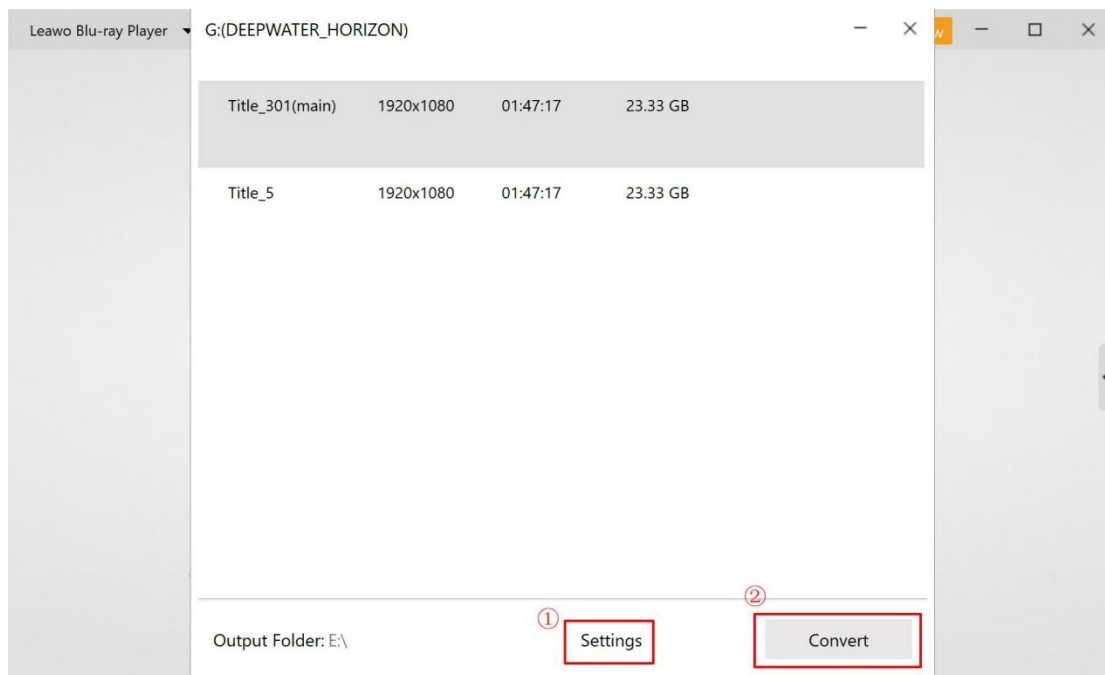 Leawo Blu-ray Player G:(DEEPWATER_HORIZON)
Title_301(main) 1920x1080 01:47:17 23.33 GB
Title_5 1920x1080 01:47:17 23.33 GB
②
①
Output Folder: E:\ Settings Convert